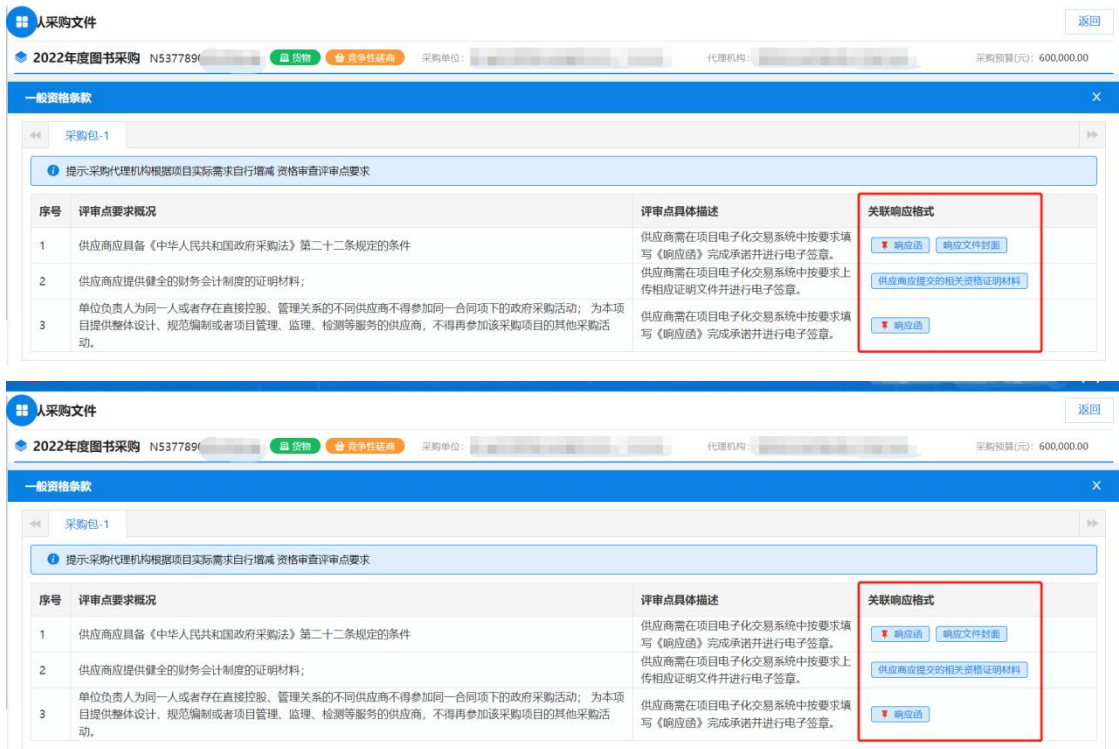 人采购文件
返回
2022年度图书采购 N5377890 货物 竞争性磋商 采购单位: 代理机构: 采购预算(元): 600,000.00
一般资格条款 X
采购包-1
提示:采购代理机构根据项目实际需求自行增减 资格审查评审点要求
序号 评审点要求概况 评审点具体描述 关联响应格式
1 供应商应具备《中华人民共和国政府采购法》第二十二条规定的条件 供应商需在项目电子化交易系统中按要求填
写《响应函》完成承诺并进行电子签章。 响应函 响应文件封面
2 供应商应提供健全的财务会计制度的证明材料; 供应商需在项目电子化交易系统中按要求上
传相应证明文件并进行电子签章。 供应商应提交的相关资格证明材料
单位负责人为同一人或者存在直接控股、管理关系的不同供应商不得参加同一合同项下的政府采购活动; 为本项
3 目提供整体设计、规范编制或者项目管理、监理、检测等服务的供应商,不得再参加该采购项目的其他采购活 供应商需在项目电子化交易系统中按要求填
动。 写《响应函》完成承诺并进行电子签章。 响应函
人采购文件
返回
2022年度图书采购 N5377890 货物 竞争性磋商 采购单位: 代理机构: 采购预算(元): 600,000.00
一般资格条款 X
采购包-1
提示:采购代理机构根据项目实际需求自行增减 资格审查评审点要求
序号 评审点要求概况 评审点具体描述 关联响应格式
1 供应商应具备《中华人民共和国政府采购法》第二十二条规定的条件 供应商需在项目电子化交易系统中按要求填
写《响应函》完成承诺并进行电子签章。 响应函 响应文件封面
2 供应商应提供健全的财务会计制度的证明材料; 供应商需在项目电子化交易系统中按要求上
传相应证明文件并进行电子签章。 供应商应提交的相关资格证明材料
单位负责人为同一人或者存在直接控股、管理关系的不同供应商不得参加同一合同项下的政府采购活动; 为本项
3 目提供整体设计、规范编制或者项目管理、监理、检测等服务的供应商,不得再参加该采购项目的其他采购活 供应商需在项目电子化交易系统中按要求填
动。 写《响应函》完成承诺并进行电子签章。 响应函